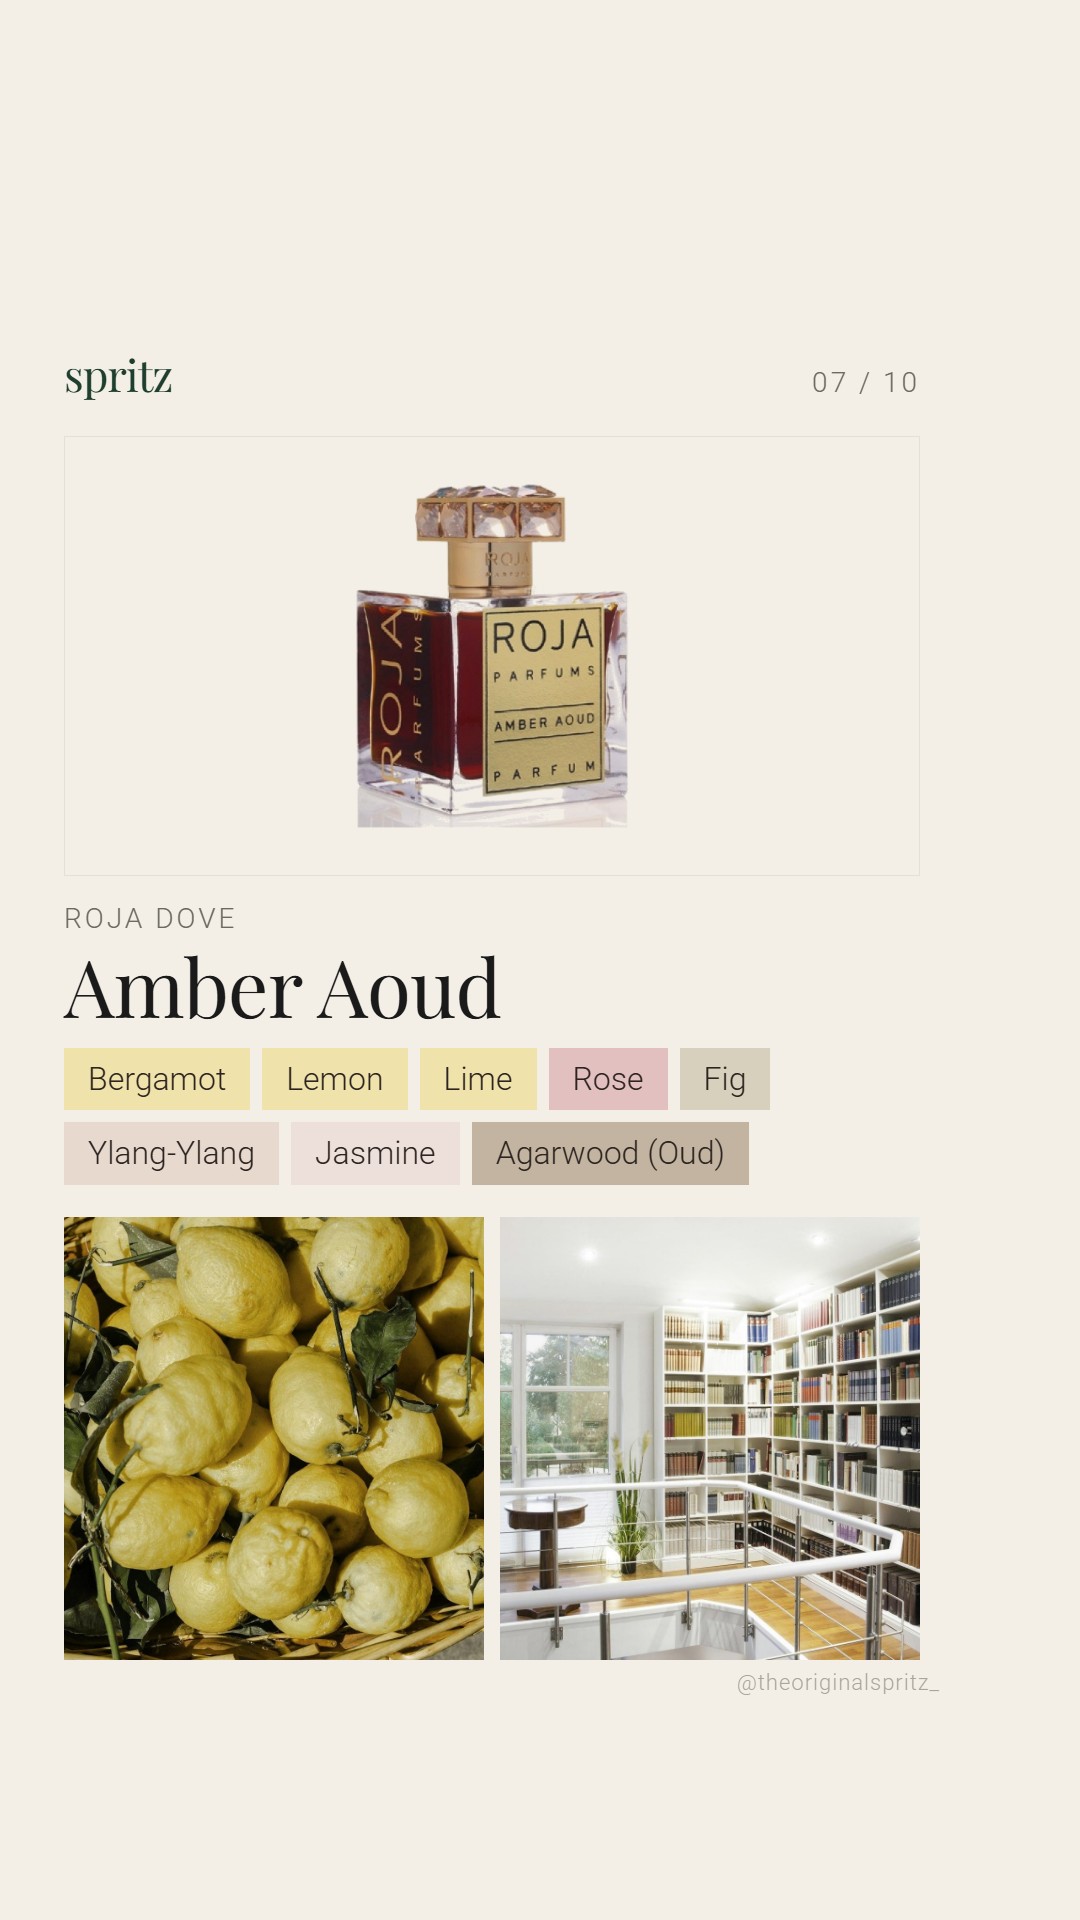 spritz
07 / 10
ROJA
PARFUMS
ROJA
PARFUMS
AMBER AOUD
PARFUM
ROJA DOVE
Amber Aoud
Bergamot
Lemon
Lime
Rose
Fig
Ylang-Ylang
Jasmine
Agarwood (Oud)
@theoriginalspritz_